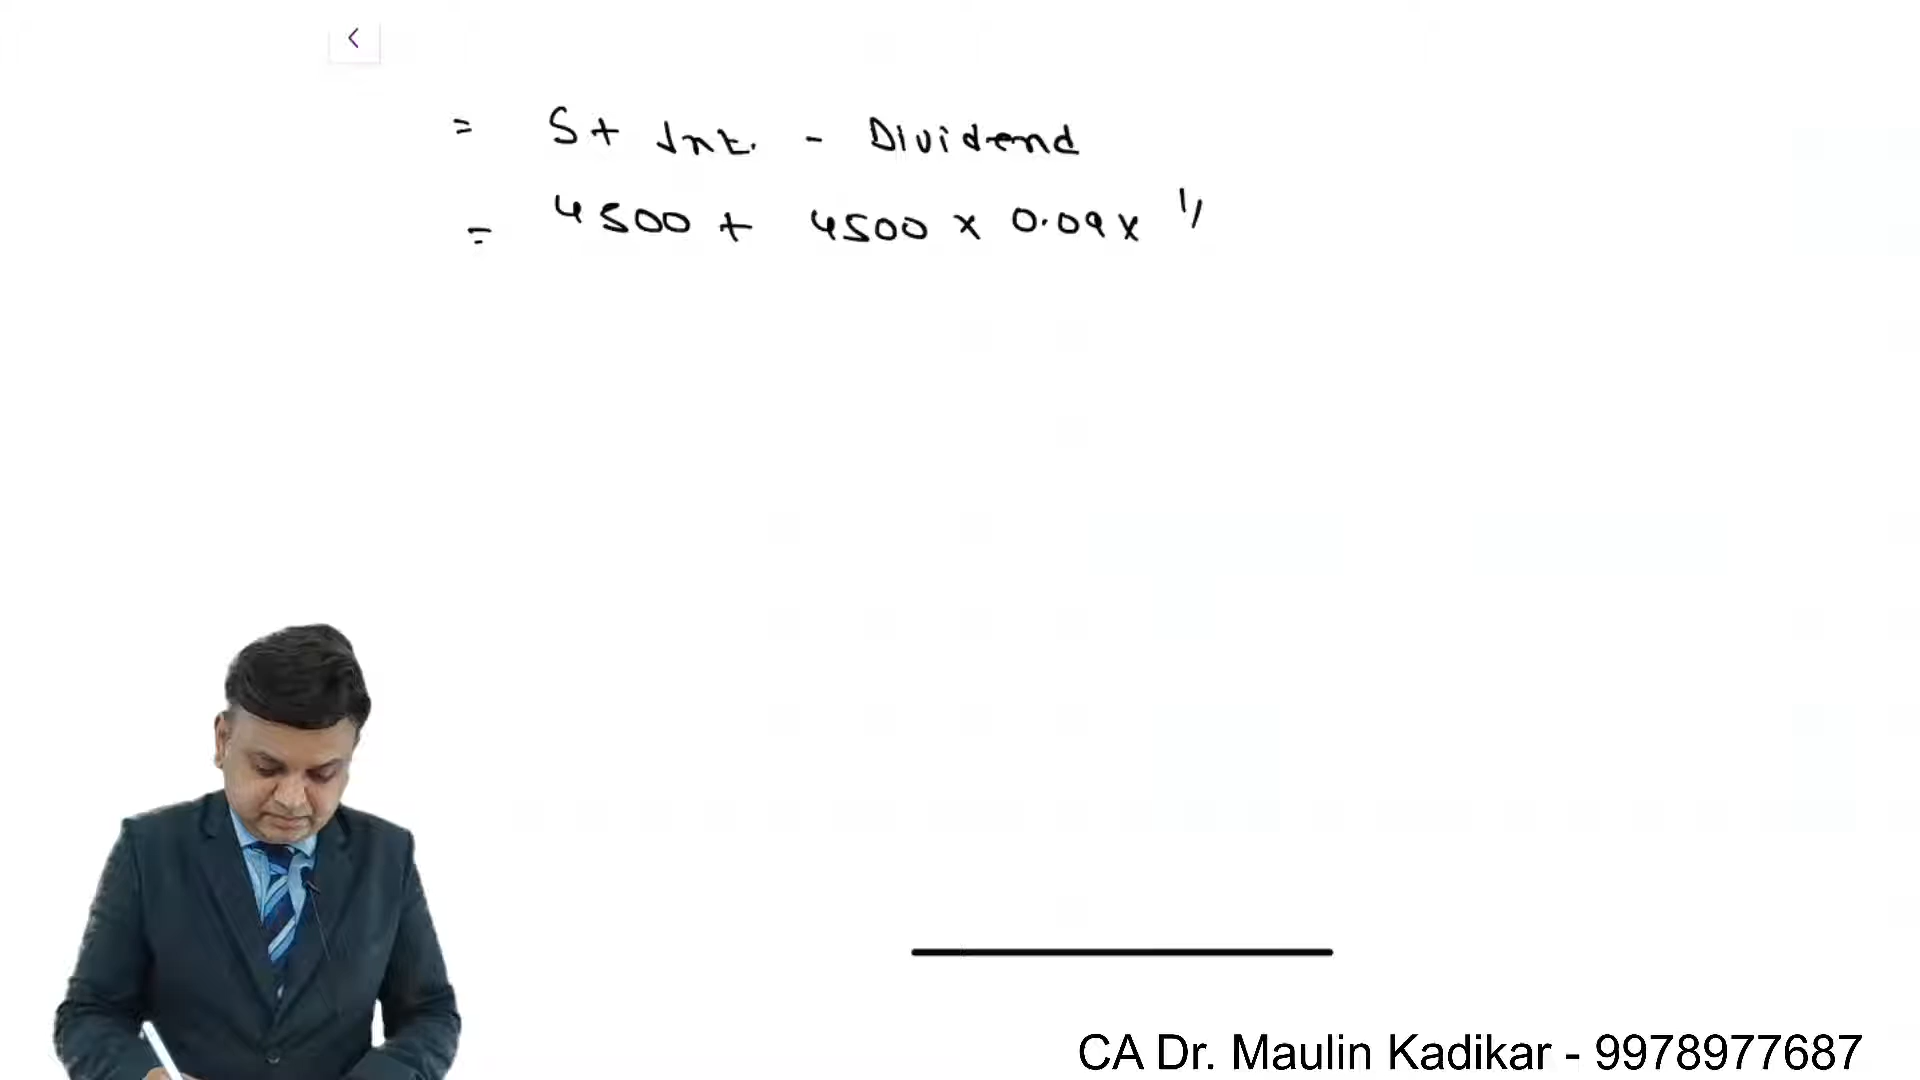 = S + Int. - Dividend
= 4500 + 4500 x 0.09 x 1/
CA Dr. Maulin Kadikar - 9978977687